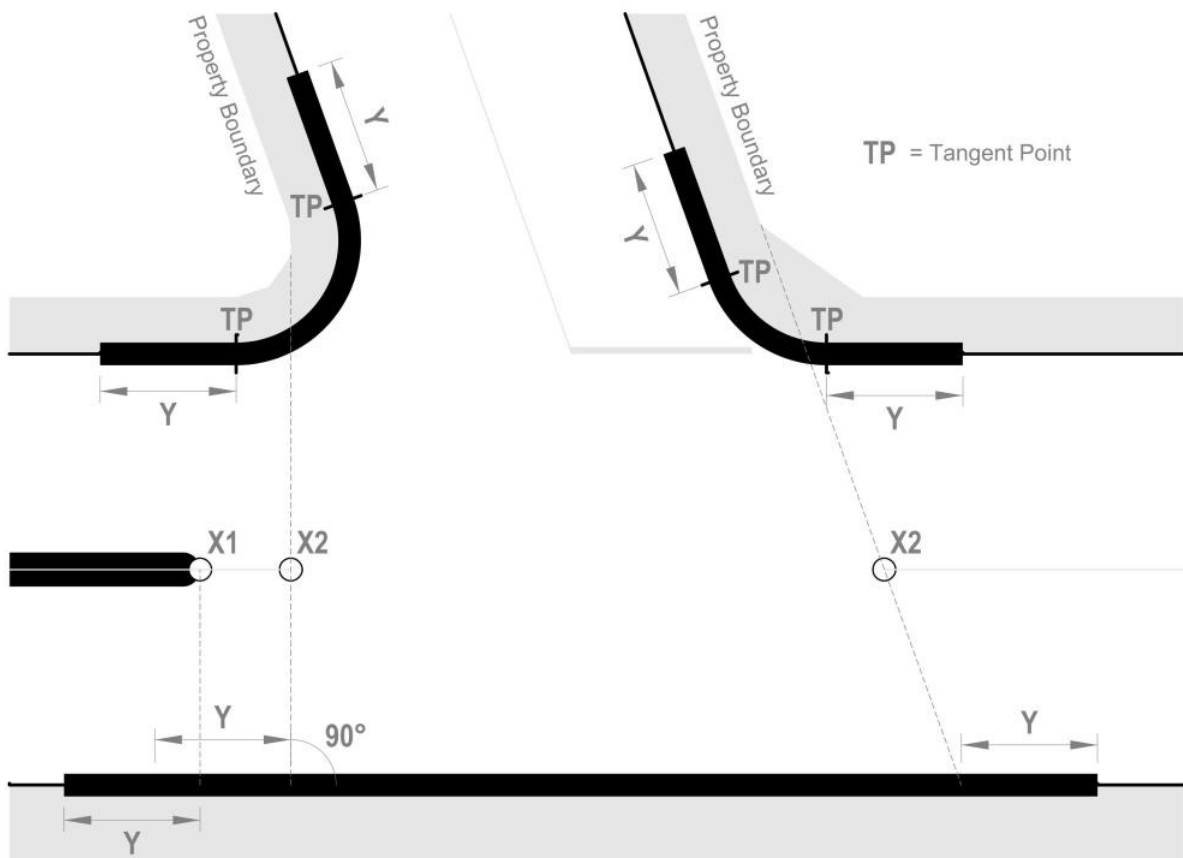 Property Boundary
Property Boundary
Y
Y
TP = Tangent Point
TP
TP
TP
TP
Y
Y
X1
X2
X2
Y
90°
Y
Y